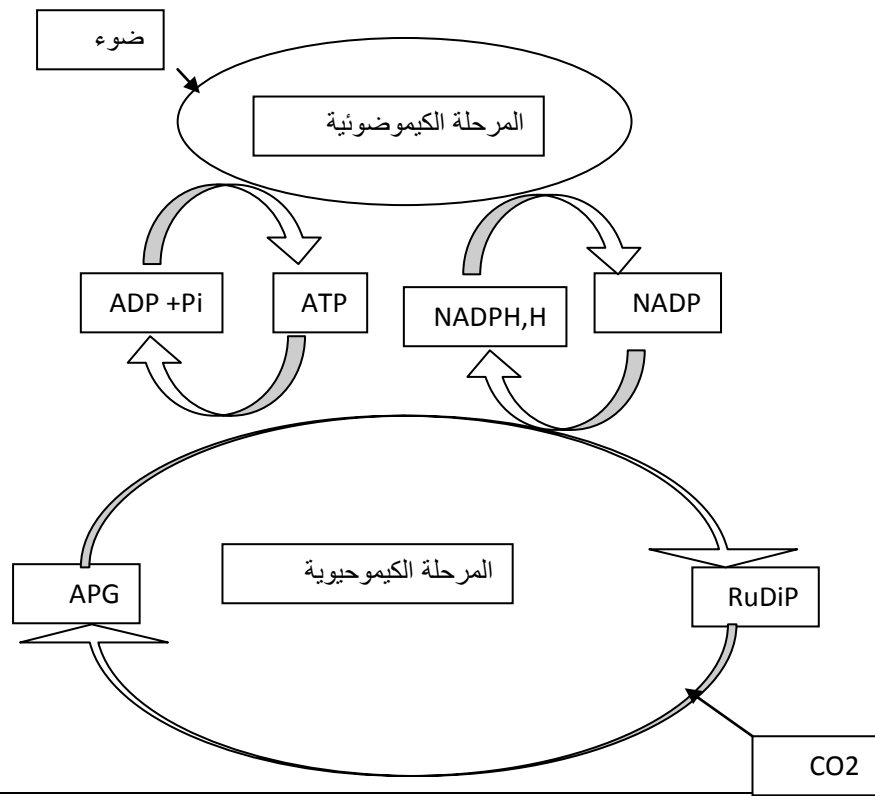 ضوء
المرحلة الكيموضوئية
ADP +Pi
ATP
NADPH,H
NADP
المرحلة الكيموحيوية
APG
RuDiP
CO2